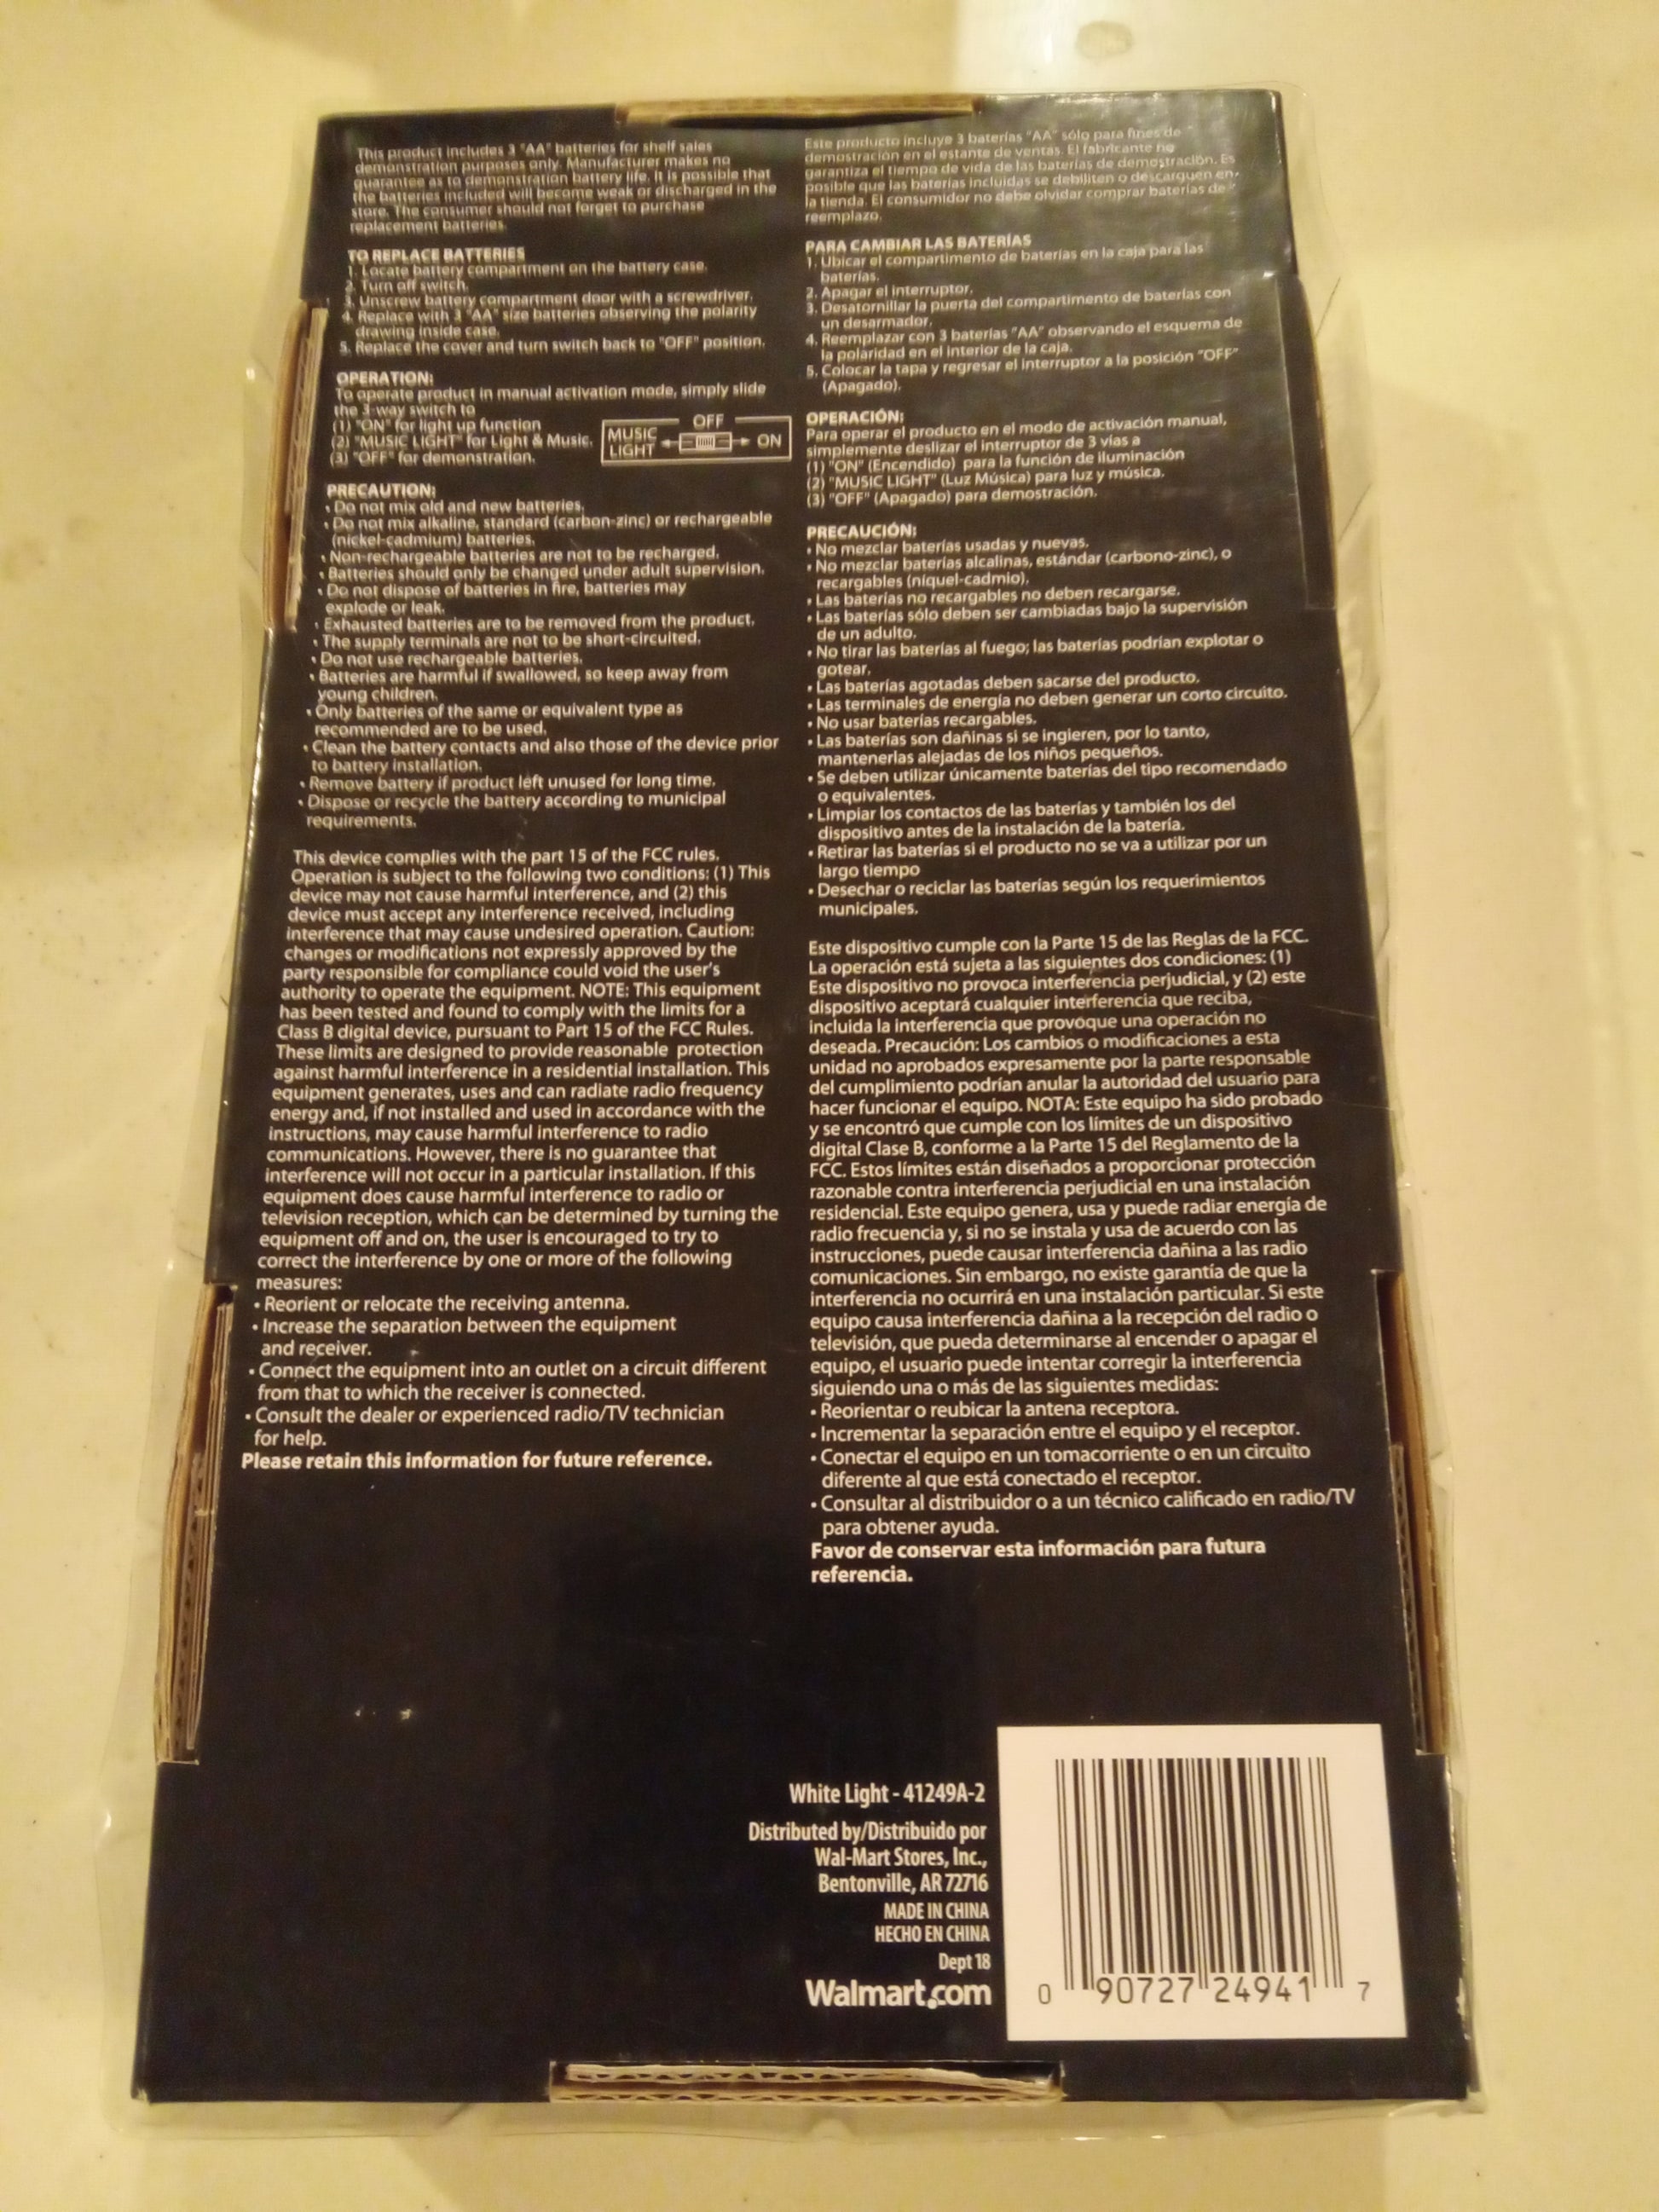 This product includes 3 "AA" batteries for shelf sales
demonstration purposes only. Manufacturer makes no
guarantee as to demonstration battery life. It is possible that
the batteries included will become weak or discharged in the
store. The consumer should not forget to purchase
replacement batteries.
TO REPLACE BATTERIES
1. Locate battery compartment on the battery case.
2. Turn off switch.
3. Unscrew battery compartment door with a screwdriver.
4. Replace with 3 "AA" size batteries observing the polarity
drawing inside case.
5. Replace the cover and turn switch back to "OFF" position.
OPERATION:
To operate product in manual activation mode, simply slide
the 3-way switch to
(1) "ON" for light up function
(2) "MUSIC LIGHT" for Light & Music.
(3) "OFF" for demonstration.
OFF
MUSIC
LIGHT
ON
PRECAUTION:
• Do not mix old and new batteries.
• Do not mix alkaline, standard (carbon-zinc) or rechargeable
(nickel-cadmium) batteries.
• Non-rechargeable batteries are not to be recharged.
• Batteries should only be changed under adult supervision.
• Do not dispose of batteries in fire, batteries may
explode or leak.
• Exhausted batteries are to be removed from the product.
• The supply terminals are not to be short-circuited.
• Do not use rechargeable batteries.
• Batteries are harmful if swallowed, so keep away from
young children.
• Only batteries of the same or equivalent type as
recommended are to be used.
• Clean the battery contacts and also those of the device prior
to battery installation.
• Remove battery if product left unused for long time.
• Dispose or recycle the battery according to municipal
requirements.
This device complies with the part 15 of the FCC rules.
Operation is subject to the following two conditions: (1) This
device may not cause harmful interference, and (2) this
device must accept any interference received, including
interference that may cause undesired operation. Caution:
changes or modifications not expressly approved by the
party responsible for compliance could void the user's
authority to operate the equipment. NOTE: This equipment
has been tested and found to comply with the limits for a
Class B digital device, pursuant to Part 15 of the FCC Rules.
These limits are designed to provide reasonable protection
against harmful interference in a residential installation. This
equipment generates, uses and can radiate radio frequency
energy and, if not installed and used in accordance with the
instructions, may cause harmful interference to radio
communications. However, there is no guarantee that
interference will not occur in a particular installation. If this
equipment does cause harmful interference to radio or
television reception, which can be determined by turning the
equipment off and on, the user is encouraged to try to
correct the interference by one or more of the following
measures:
• Reorient or relocate the receiving antenna.
• Increase the separation between the equipment
and receiver.
• Connect the equipment into an outlet on a circuit different
from that to which the receiver is connected.
• Consult the dealer or experienced radio/TV technician
for help.
Please retain this information for future reference.
Este producto incluye 3 baterías "AA" sólo para fines de
demostración en el estante de ventas. El fabricante no
garantiza el tiempo de vida de las baterías de demostración. Es
posible que las baterías incluidas se debiliten o descarguen en
la tienda. El consumidor no debe olvidar comprar baterías de
reemplazo.
PARA CAMBIAR LAS BATERÍAS
1. Ubicar el compartimento de baterías en la caja para las
baterías.
2. Apagar el interruptor.
3. Desatornillar la puerta del compartimento de baterías con
un desarmador.
4. Reemplazar con 3 baterías "AA" observando el esquema de
la polaridad en el interior de la caja.
5. Colocar la tapa y regresar el interruptor a la posición "OFF"
(Apagado).
OPERACIÓN:
Para operar el producto en el modo de activación manual,
simplemente deslizar el interruptor de 3 vías a
(1) "ON" (Encendido) para la función de iluminación
(2) "MUSIC LIGHT" (Luz Música) para luz y música.
(3) "OFF" (Apagado) para demostración.
PRECAUCIÓN:
• No mezclar baterías usadas y nuevas.
• No mezclar baterías alcalinas, estándar (carbono-zinc), o
recargables (níquel-cadmio).
• Las baterías no recargables no deben recargarse.
• Las baterías sólo deben ser cambiadas bajo la supervisión
de un adulto.
• No tirar las baterías al fuego; las baterías podrían explotar o
gotear.
• Las baterías agotadas deben sacarse del producto.
• Las terminales de energía no deben generar un corto circuito.
• No usar baterías recargables.
• Las baterías son dañinas si se ingieren, por lo tanto,
mantenerlas alejadas de los niños pequeños.
• Se deben utilizar únicamente baterías del tipo recomendado
o equivalentes.
• Limpiar los contactos de las baterías y también los del
dispositivo antes de la instalación de la batería.
• Retirar las baterías si el producto no se va a utilizar por un
largo tiempo
• Desechar o reciclar las baterías según los requerimientos
municipales.
Este dispositivo cumple con la Parte 15 de las Reglas de la FCC.
La operación está sujeta a las siguientes dos condiciones: (1)
Este dispositivo no provoca interferencia perjudicial, y (2) este
dispositivo aceptará cualquier interferencia que reciba,
incluida la interferencia que provoque una operación no
deseada. Precaución: Los cambios o modificaciones a esta
unidad no aprobados expresamente por la parte responsable
del cumplimiento podrían anular la autoridad del usuario para
hacer funcionar el equipo. NOTA: Este equipo ha sido probado
y se encontró que cumple con los límites de un dispositivo
digital Clase B, conforme a la Parte 15 del Reglamento de la
FCC. Estos límites están diseñados a proporcionar protección
razonable contra interferencia perjudicial en una instalación
residencial. Este equipo genera, usa y puede radiar energía de
radio frecuencia y, si no se instala y usa de acuerdo con las
instrucciones, puede causar interferencia dañina a las radio
comunicaciones. Sin embargo, no existe garantía de que la
interferencia no ocurrirá en una instalación particular. Si este
equipo causa interferencia dañina a la recepción del radio o
televisión, que pueda determinarse al encender o apagar el
equipo, el usuario puede intentar corregir la interferencia
siguiendo una o más de las siguientes medidas:
• Reorientar o reubicar la antena receptora.
• Incrementar la separación entre el equipo y el receptor.
• Conectar el equipo en un tomacorriente o en un circuito
diferente al que está conectado el receptor.
• Consultar al distribuidor o a un técnico calificado en radio/TV
para obtener ayuda.
Favor de conservar esta información para futura
referencia.
White Light - 41249A-2
Distributed by/Distribuido por
Wal-Mart Stores, Inc.,
Bentonville, AR 72716
MADE IN CHINA
HECHO EN CHINA
Dept 18
Walmart.com
0 90727 24941 7